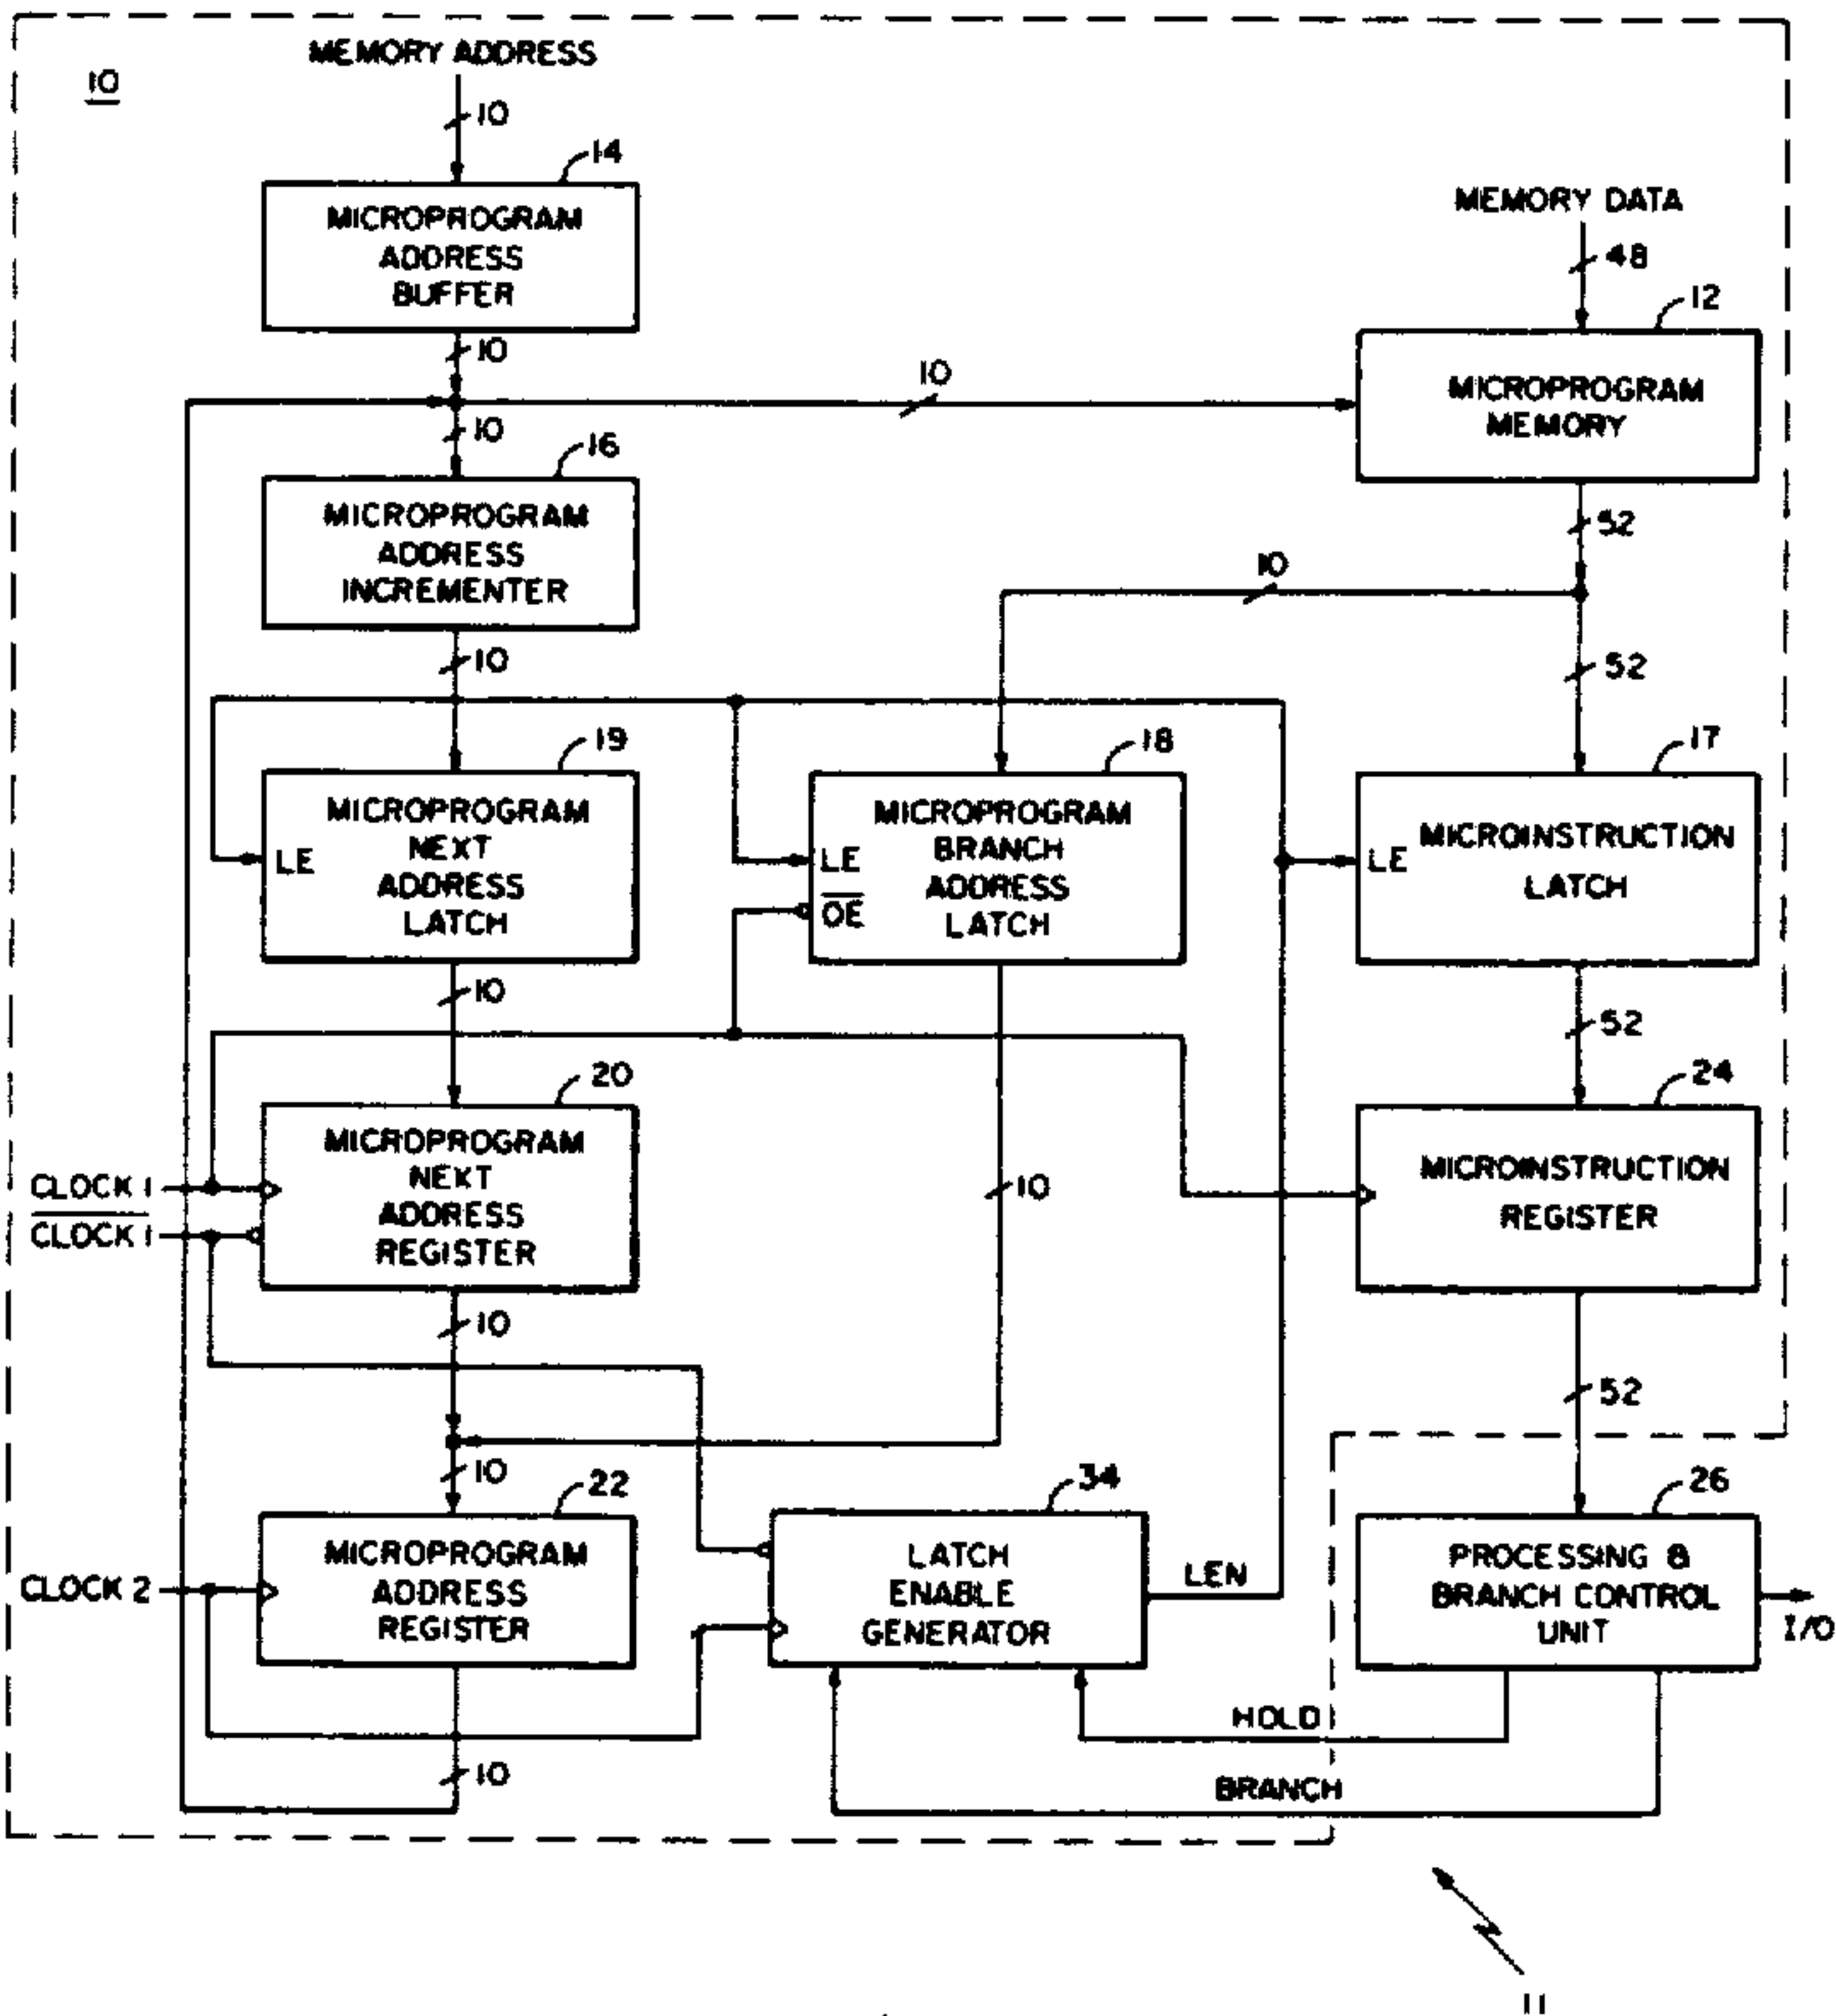 10
MEMORY ADDRESS
10
14
MICROPROGRAM
ADDRESS
BUFFER
10
10
10
MEMORY DATA
48
12
MICROPROGRAM
MEMORY
52
16
MICROPROGRAM
ADDRESS
INCREMENTER
10
10
52
19
MICROPROGRAM
NEXT
ADDRESS
LATCH
LE
18
MICROPROGRAM
BRANCH
ADDRESS
LATCH
LE
OE
17
MICROINSTRUCTION
LATCH
LE
10
52
20
MICROPROGRAM
NEXT
ADDRESS
REGISTER
CLOCK 1
CLOCK 1
10
24
MICROINSTRUCTION
REGISTER
10
52
10
22
MICROPROGRAM
ADDRESS
REGISTER
CLOCK 2
34
LATCH
ENABLE
GENERATOR
LEN
26
PROCESSING &
BRANCH CONTROL
UNIT
I/O
HOLD
10
BRANCH
11